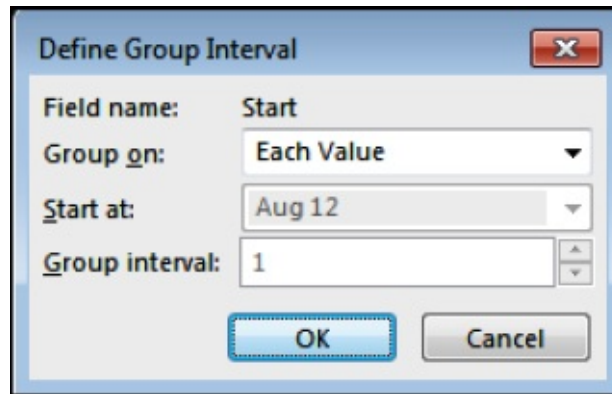 Define Group Interval
Field name: Start
Group on: Each Value
Start at: Aug 12
Group interval: 1
OK Cancel